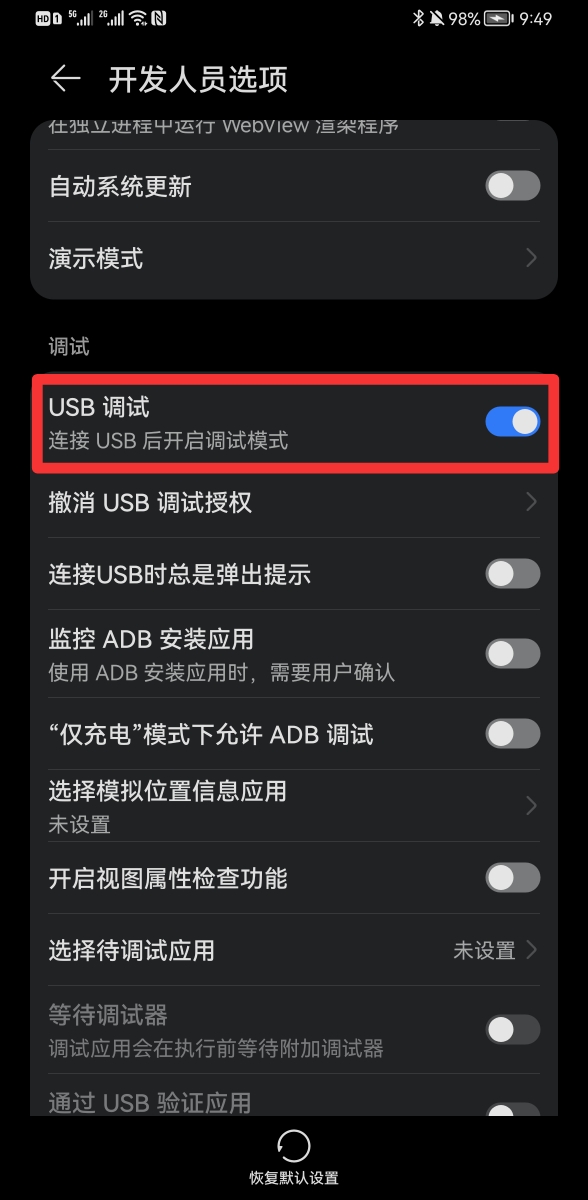 HD 1 5G 2G 98% 9:49
开发人员选项
在独立进程中运行 WebView 渲染程序
自动系统更新
演示模式
调试
USB 调试
连接 USB 后开启调试模式
撤消 USB 调试授权
连接USB时总是弹出提示
监控 ADB 安装应用
使用 ADB 安装应用时，需要用户确认
“仅充电”模式下允许 ADB 调试
选择模拟位置信息应用
未设置
开启视图属性检查功能
选择待调试应用 未设置
等待调试器
调试应用会在执行前等待附加调试器
通过 USB 验证应用
恢复默认设置